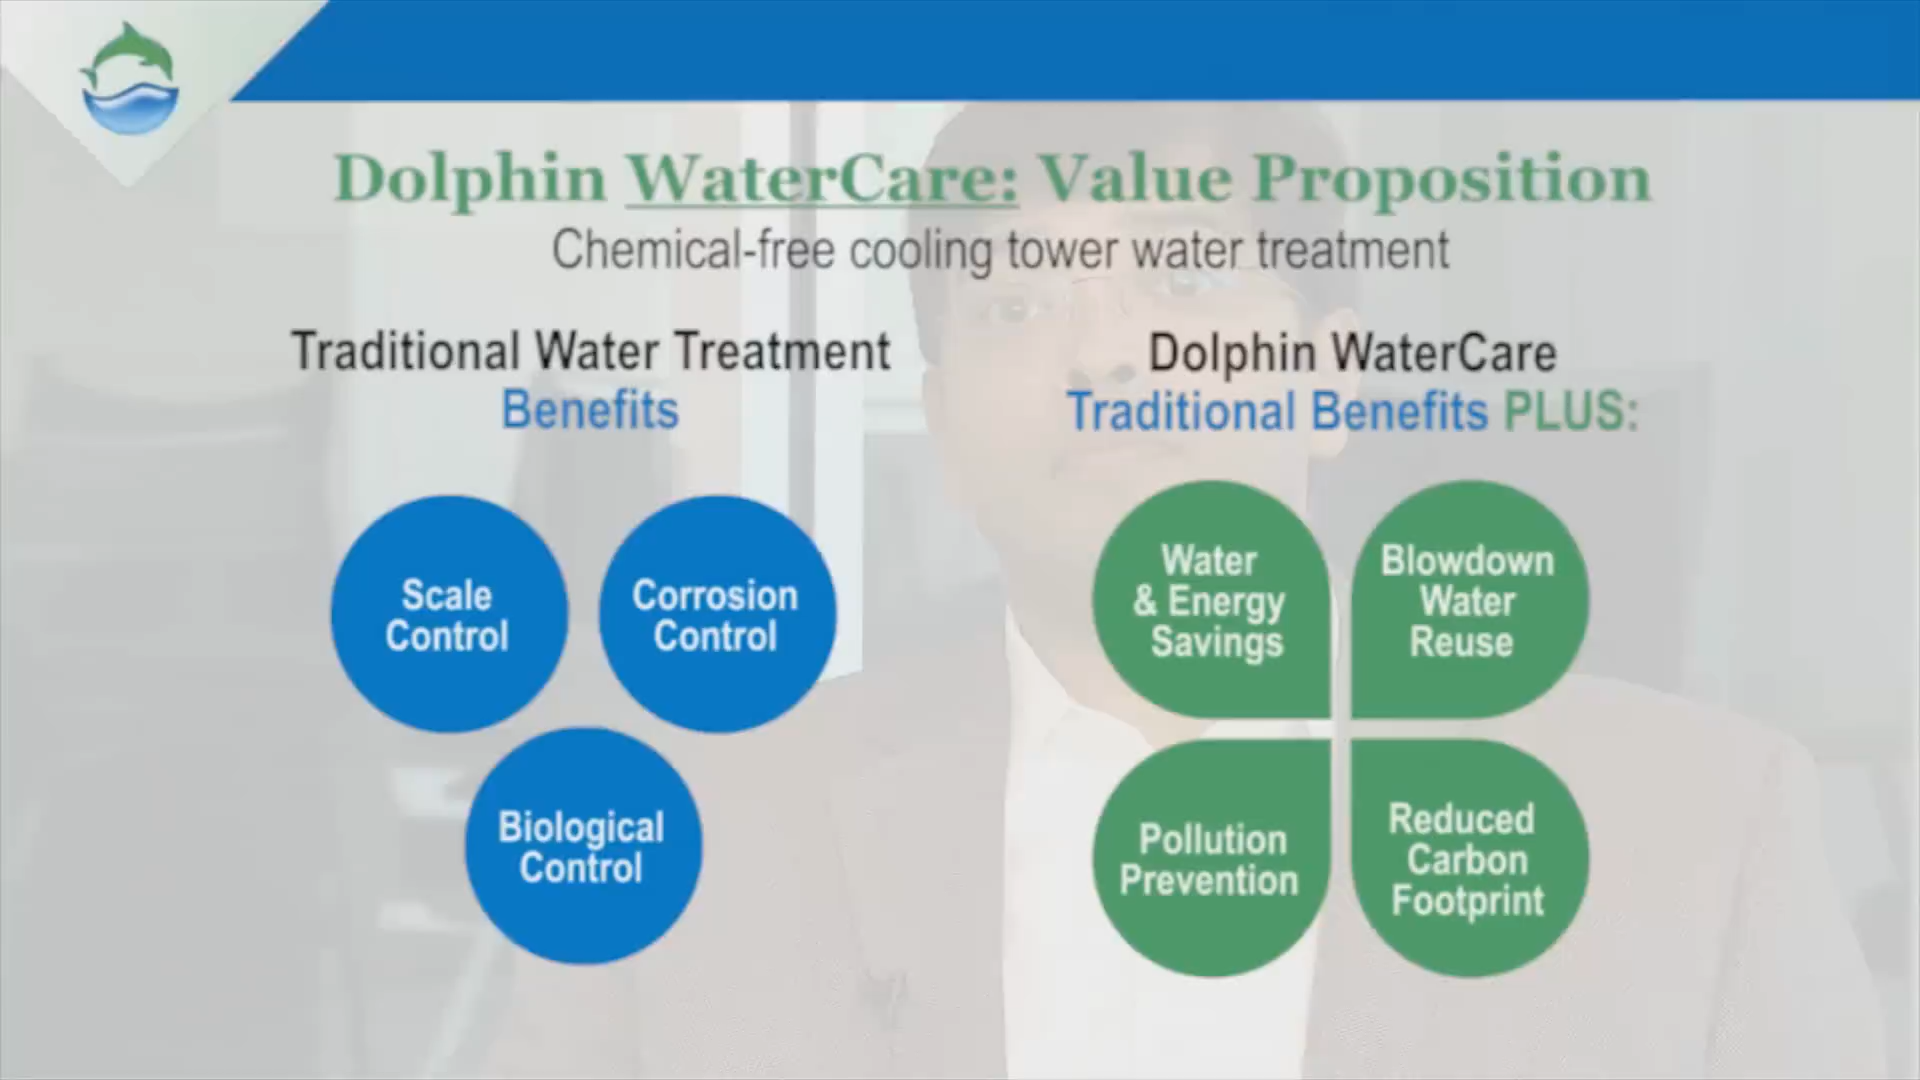 Dolphin WaterCare: Value Proposition
Chemical-free cooling tower water treatment
Traditional Water Treatment
Benefits
Scale
Control
Corrosion
Control
Biological
Control
Dolphin WaterCare
Traditional Benefits PLUS:
Water
& Energy
Savings
Blowdown
Water
Reuse
Pollution
Prevention
Reduced
Carbon
Footprint